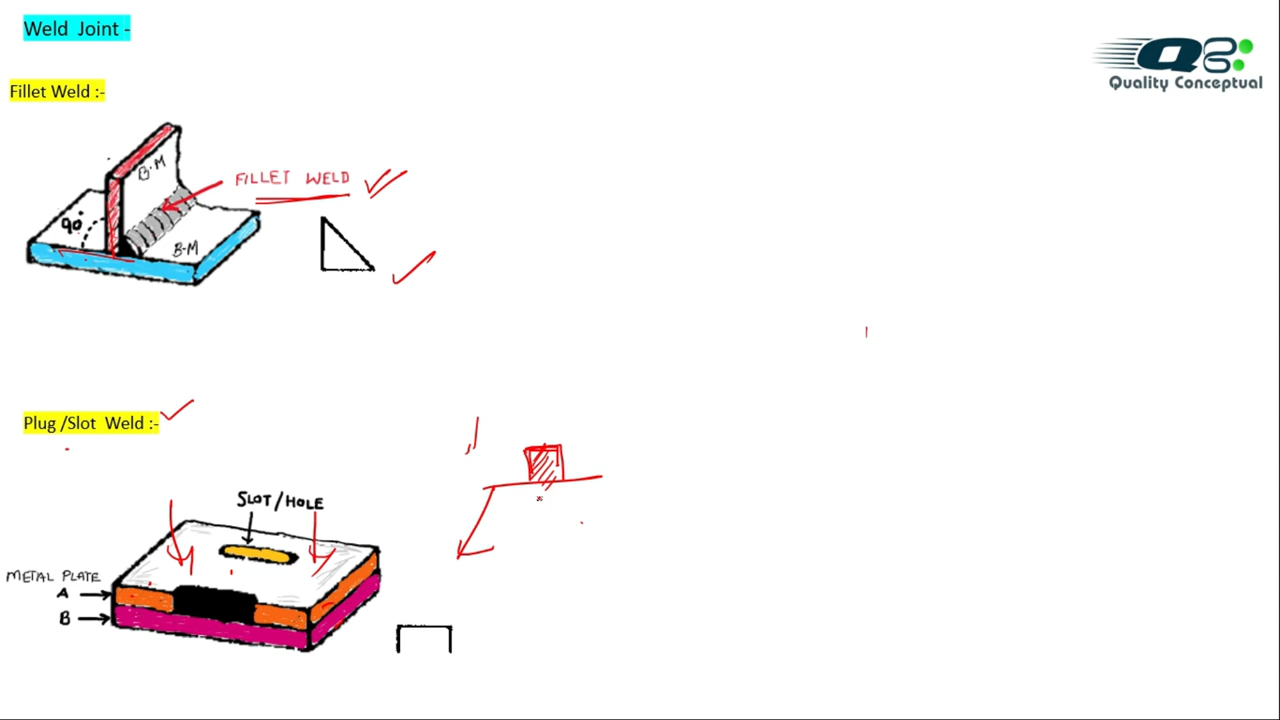 Weld Joint -
Quality Conceptual
Fillet Weld :-
B·M
FILLET WELD
90°
B·M
Plug /Slot Weld :-
SLOT/HOLE
METAL PLATE
A
B